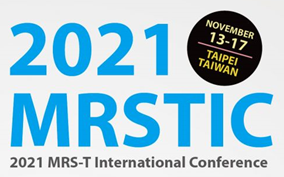 2021
NOVEMBER
13-17
TAIPEI
TAIWAN
MRSTIC
2021 MRS-T International Conference